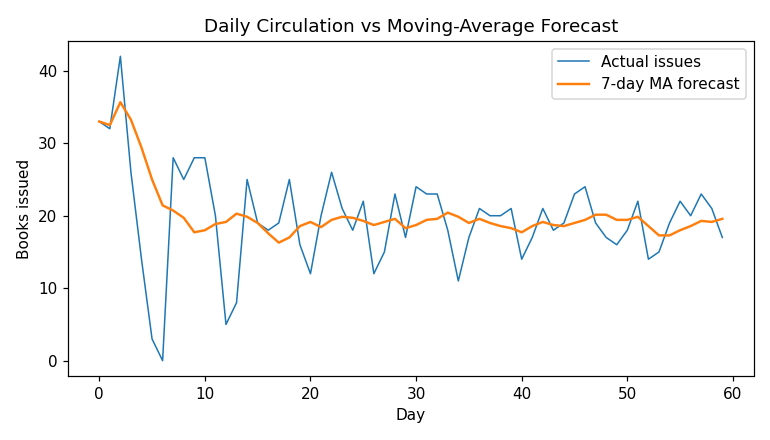 Daily Circulation vs Moving-Average Forecast
Actual issues
7-day MA forecast
Books issued
40
30
20
10
0
0 10 20 30 40 50 60
Day